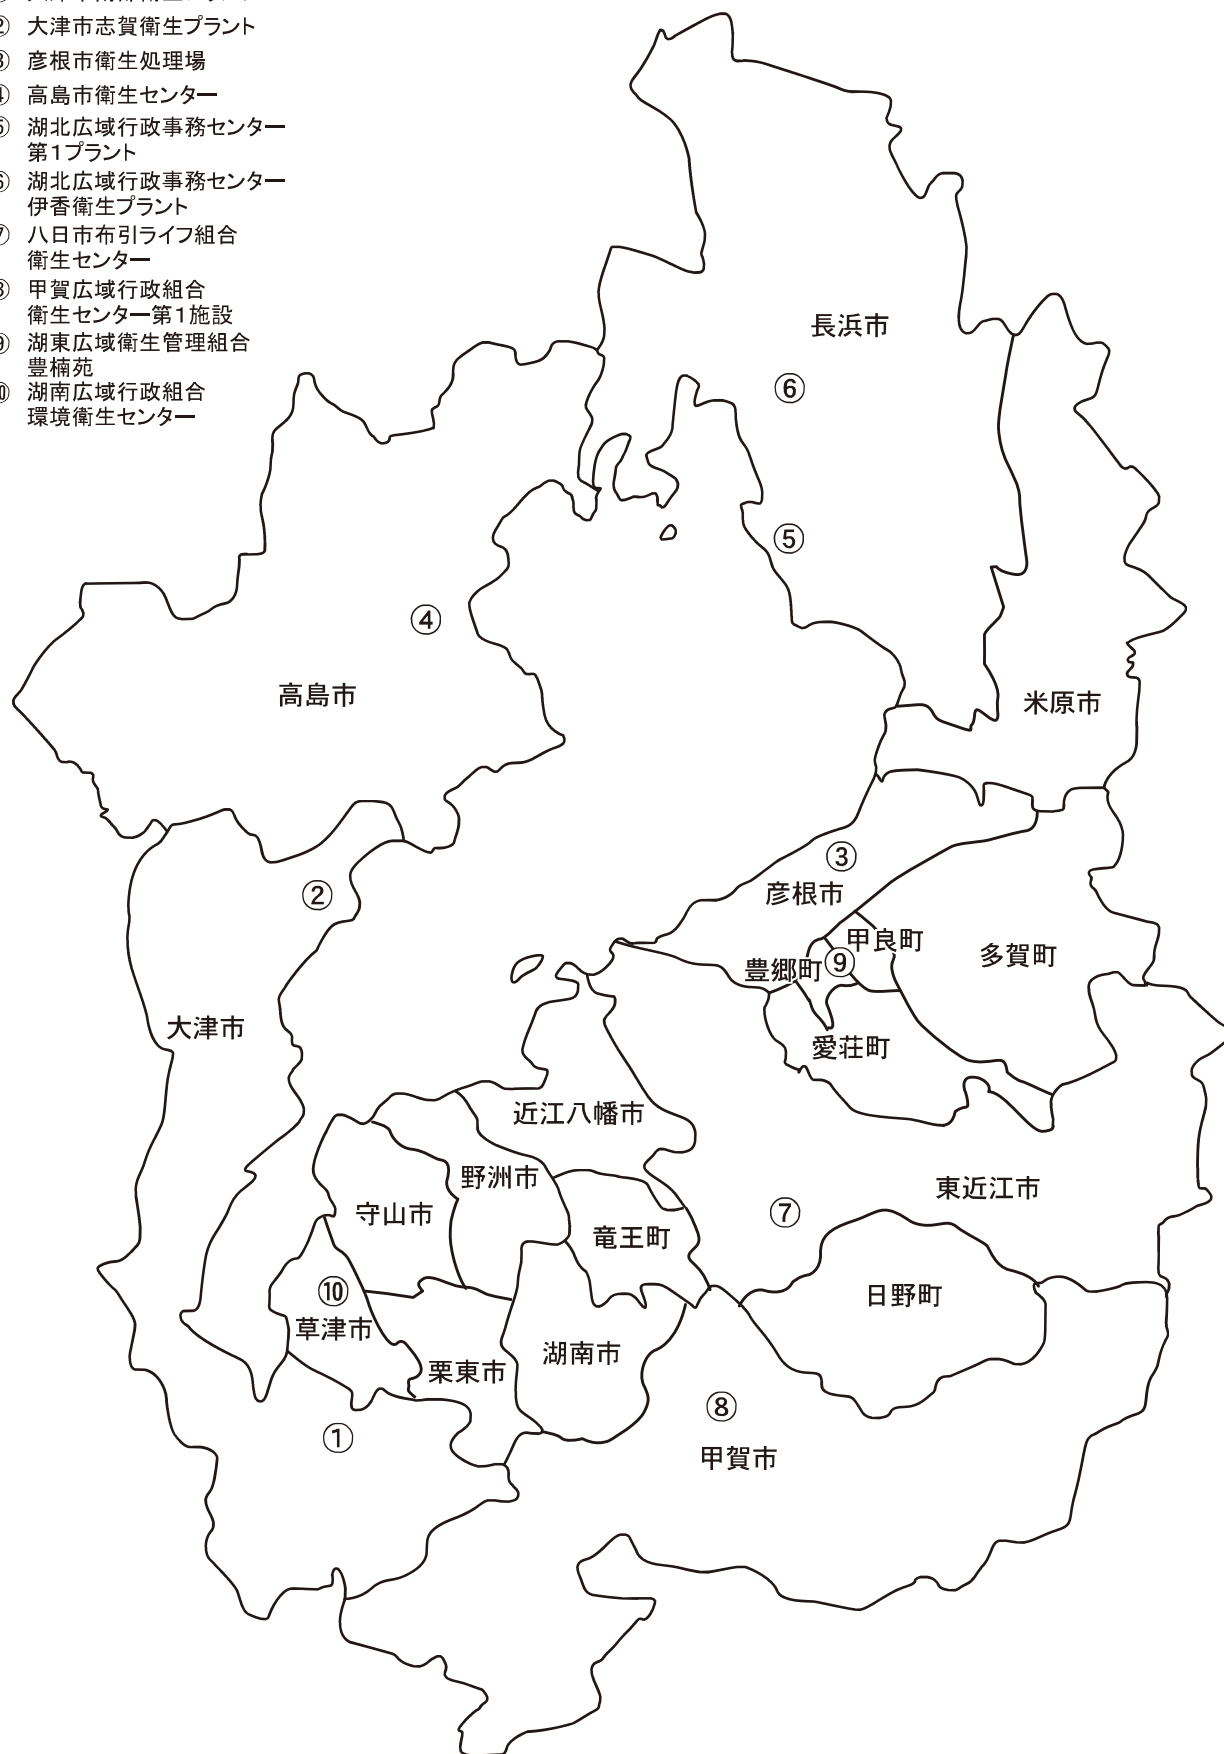 ② 大津市志賀衛生プラント
③ 彦根市衛生処理場
④ 高島市衛生センター
⑤ 湖北広域行政事務センター
第1プラント
⑥ 湖北広域行政事務センター
伊香衛生プラント
⑦ 八日市布引ライフ組合
衛生センター
⑧ 甲賀広域行政組合
衛生センター第1施設
⑨ 湖東広域衛生管理組合
豊楠苑
⑩ 湖南広域行政組合
環境衛生センター
長浜市
⑥
⑤
④
高島市
米原市
③
②
彦根市
甲良町
多賀町
豊郷町
⑨
大津市
愛荘町
近江八幡市
野洲市
東近江市
守山市
⑦
竜王町
⑩
日野町
草津市
湖南市
栗東市
⑧
①
甲賀市